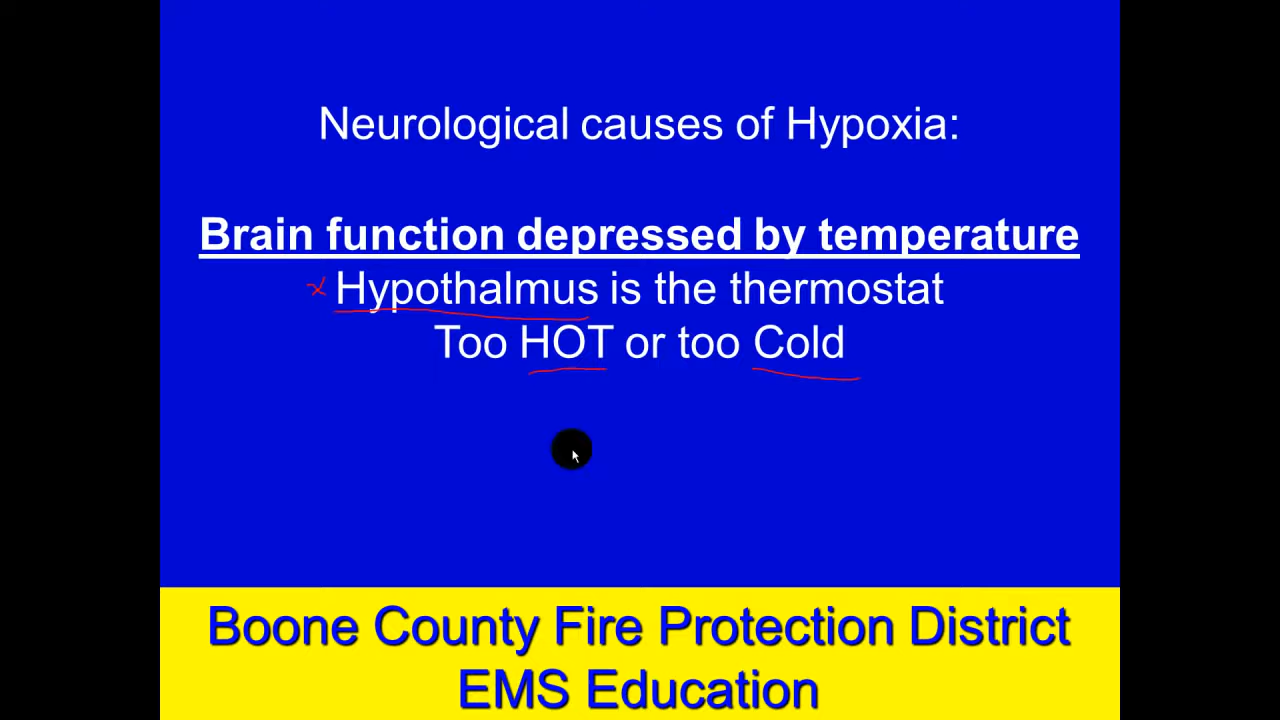 Neurological causes of Hypoxia:
Brain function depressed by temperature
Hypothalmus is the thermostat
Too HOT or too Cold
Boone County Fire Protection District
EMS Education